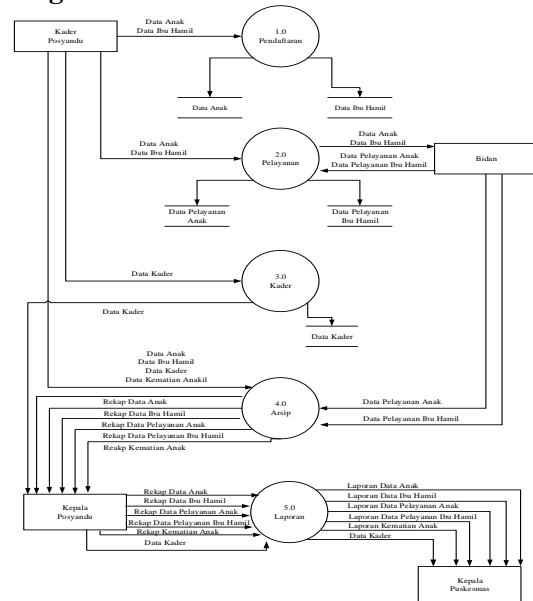 Kader
Posyandu
Data Anak
Data Ibu Hamil
1.0
Pendaftaran
Data Anak
Data Ibu Hamil
Data Anak
Data Ibu Hamil
2.0
Pelayanan
Data Anak
Data Ibu Hamil
Data Pelayanan Anak
Data Pelayanan Ibu Hamil
Bidan
Data Pelayanan
Anak
Data Pelayanan
Ibu Hamil
Data Kader
3.0
Kader
Data Kader
Data Kader
Data Anak
Data Ibu Hamil
Data Kader
Data Kematian Anakil
Rekap Data Anak
Rekap Data Ibu Hamil
Rekap Data Pelayanan Anak
Rekap Data Pelayanan Ibu Hamil
Reakp Kematian Anak
4.0
Arsip
Data Pelayanan Anak
Data Pelayanan Ibu Hamil
Kepala
Posyandu
Rekap Data Anak
Rekap Data Ibu Hamil
Rekap Data Pelayanan Anak
Rekap Data Pelayanan Ibu Hamil
Rekap Kematian Anak
Data Kader
5.0
Laporan
Laporan Data Anak
Laporan Data Ibu Hamil
Laporan Data Pelayanan Anak
Laporan Data Pelayanan Ibu Hamil
Laporan Kematian Anak
Data Kader
Kepala
Puskesmas